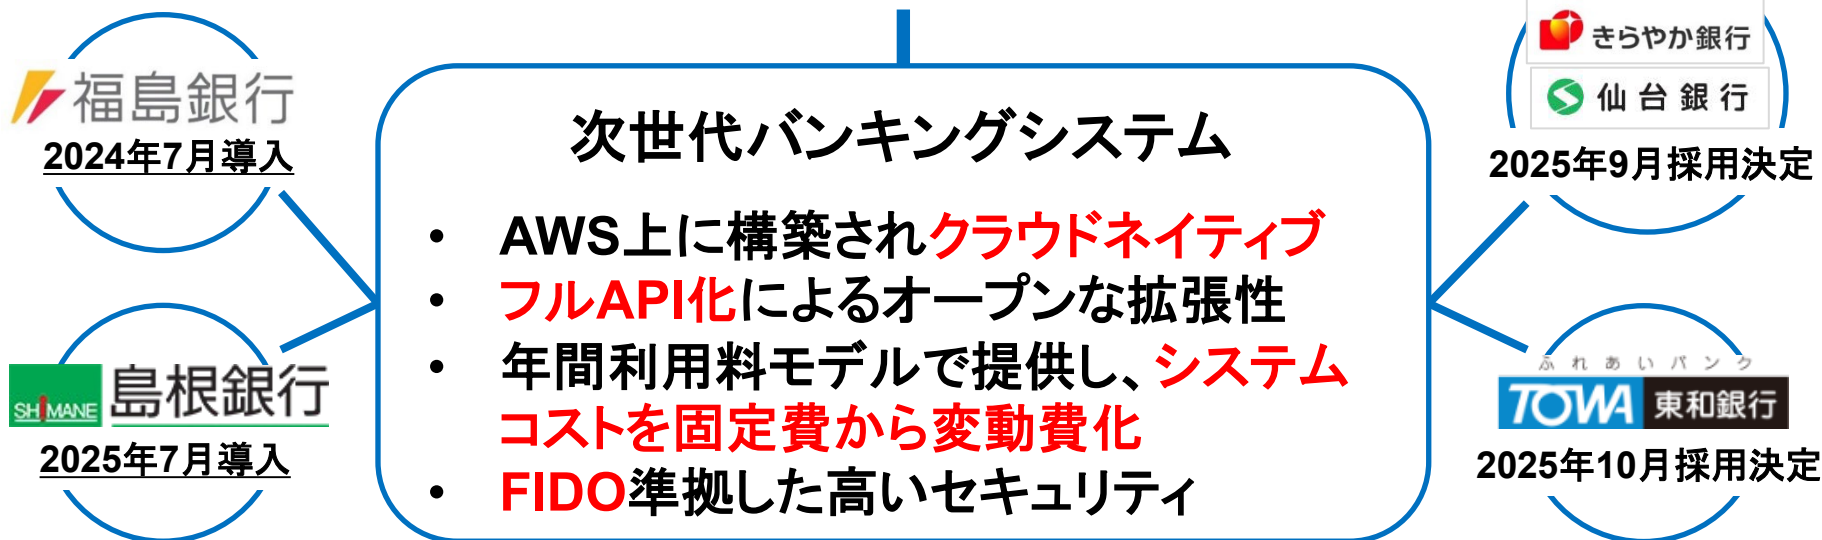 福島銀行
2024年7月導入
SHIMANE 島根銀行
2025年7月導入
次世代バンキングシステム
• AWS上に構築されクラウドネイティブ
• フルAPI化によるオープンな拡張性
• 年間利用料モデルで提供し、システム
コストを固定費から変動費化
• FIDO準拠した高いセキュリティ
きらやか銀行
仙台銀行
2025年9月採用決定
ふれあいバンク
TOWA 東和銀行
2025年10月採用決定